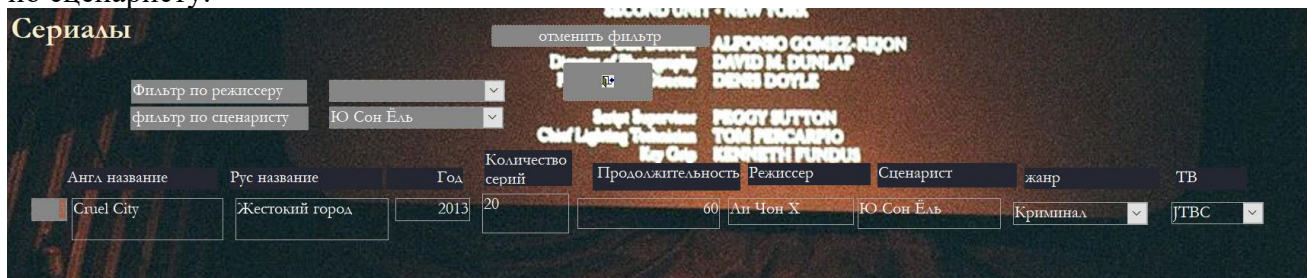 по сценаристу.
Сериалы
SECOND UNIT - NEW YORK
отменить фильтр
ALFONSO GOMEZ-REJON
Director of Photography DAVID M. DUNLAP
DENIS DOYLE
Фильтр по режиссеру
фильтр по сценаристу Ю Сон Ёль
Script Supervisor PEGGY SUTTON
Chief Lighting Technician TOM PERCARPIO
Key Grip KENNETH FUNDUS
Англ название Рус название Год Количество серий Продолжительность Режиссер Сценарист жанр ТВ
Cruel City Жестокий город 2013 20 60 Ли Чон Х Ю Сон Ёль Криминал JTBC